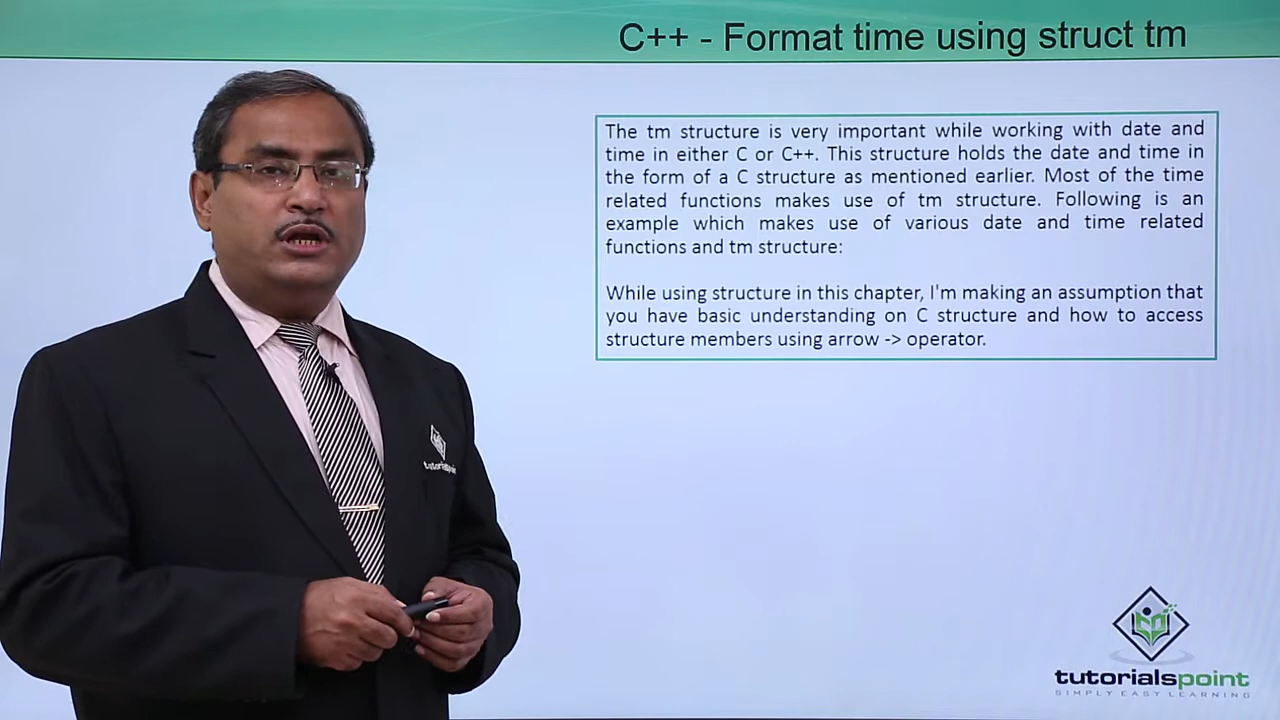 C++ - Format time using struct tm
The tm structure is very important while working with date and
time in either C or C++. This structure holds the date and time in
the form of a C structure as mentioned earlier. Most of the time
related functions makes use of tm structure. Following is an
example which makes use of various date and time related
functions and tm structure:
While using structure in this chapter, I'm making an assumption that
you have basic understanding on C structure and how to access
structure members using arrow -> operator.
tutorialspoint
tutorialspoint
SIMPLY EASY LEARNING